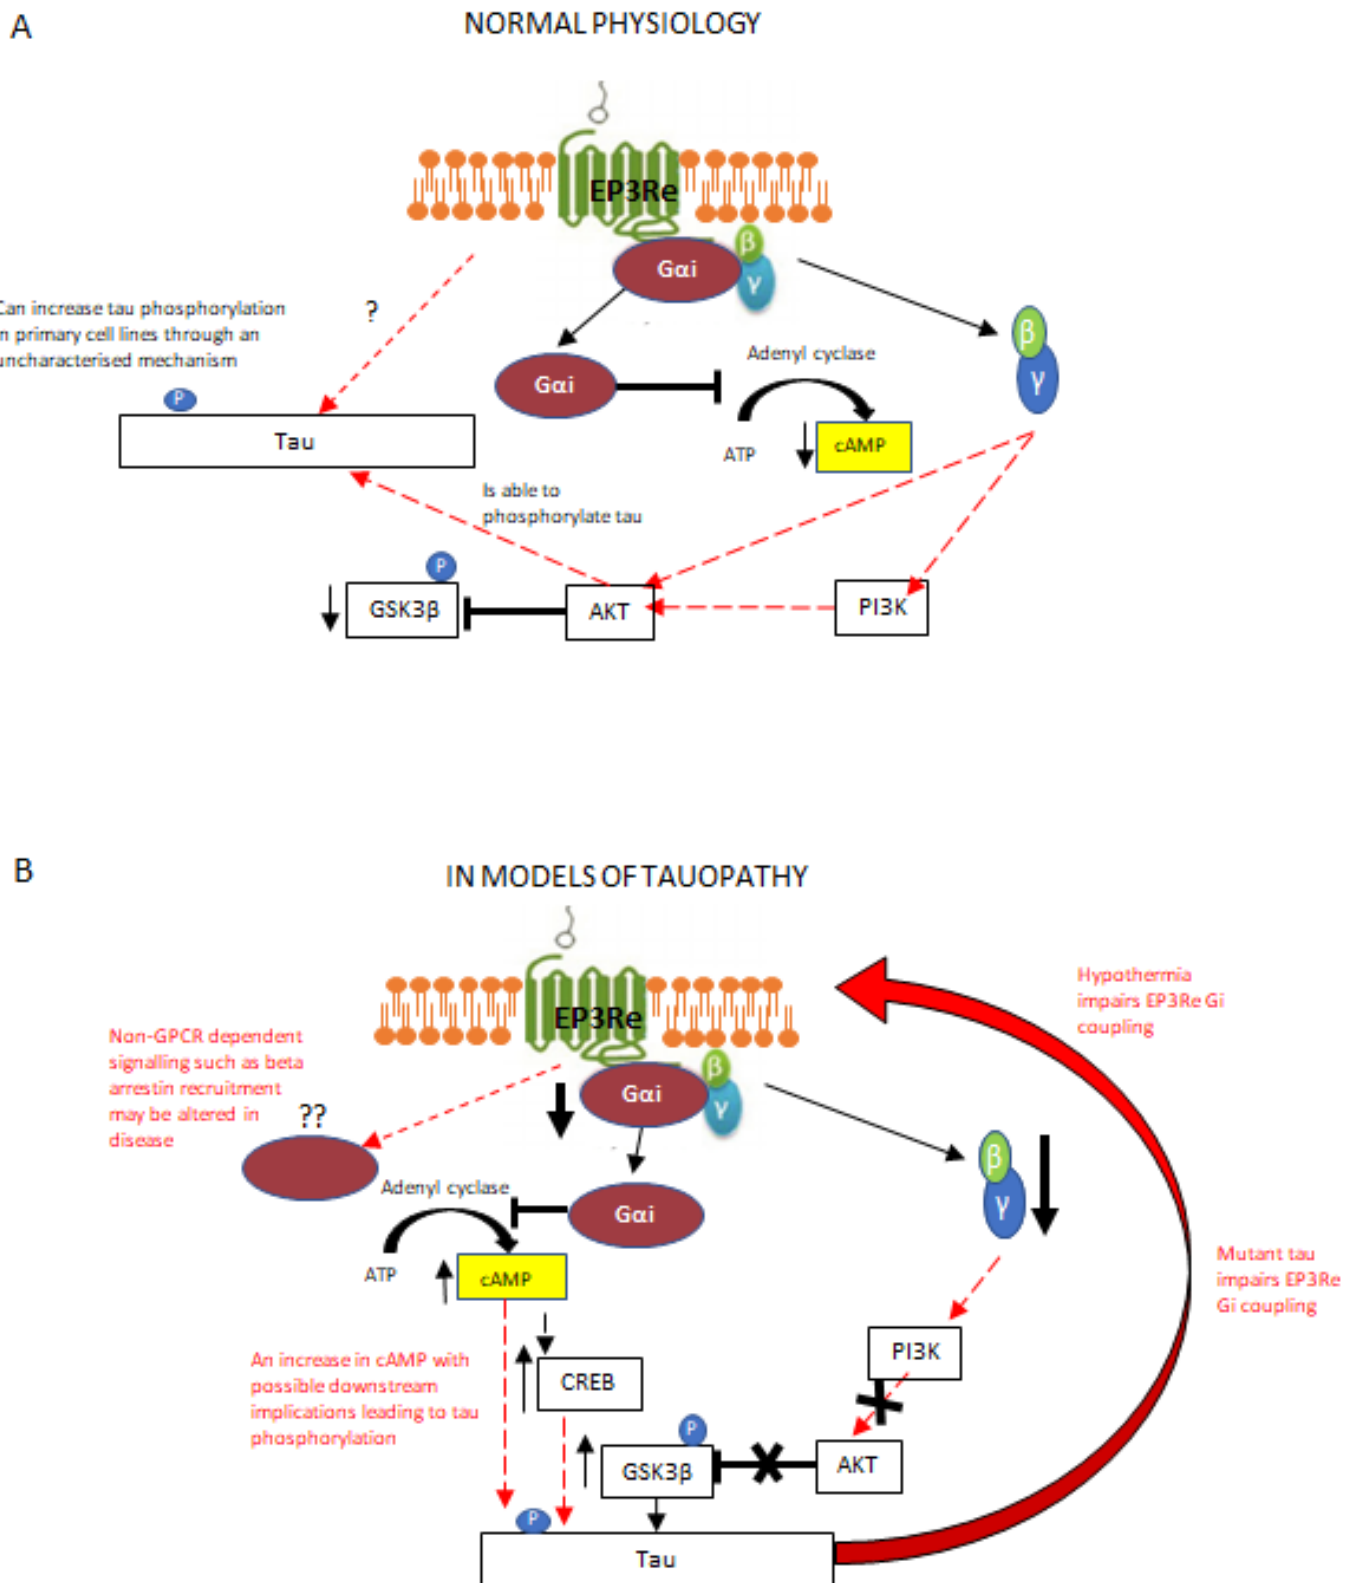 A
NORMAL PHYSIOLOGY
EP3Re
Gαi
β
γ
Can increase tau phosphorylation
in primary cell lines through an
uncharacterised mechanism
?
β
γ
Adenyl cyclase
Gαi
P
Tau
ATP
cAMP
Is able to
phosphorylate tau
P
GSK3β
AKT
PI3K
B
IN MODELS OF TAUOPATHY
Hypothermia
impairs EP3Re Gi
coupling
EP3Re
Non-GPCR dependent
signalling such as beta
arrestin recruitment
may be altered in
disease
??
Gαi
β
γ
β
γ
Adenyl cyclase
Gαi
ATP
cAMP
Mutant tau
impairs EP3Re
Gi coupling
An increase in cAMP with
possible downstream
implications leading to tau
phosphorylation
CREB
PI3K
P
GSK3β
AKT
P
Tau